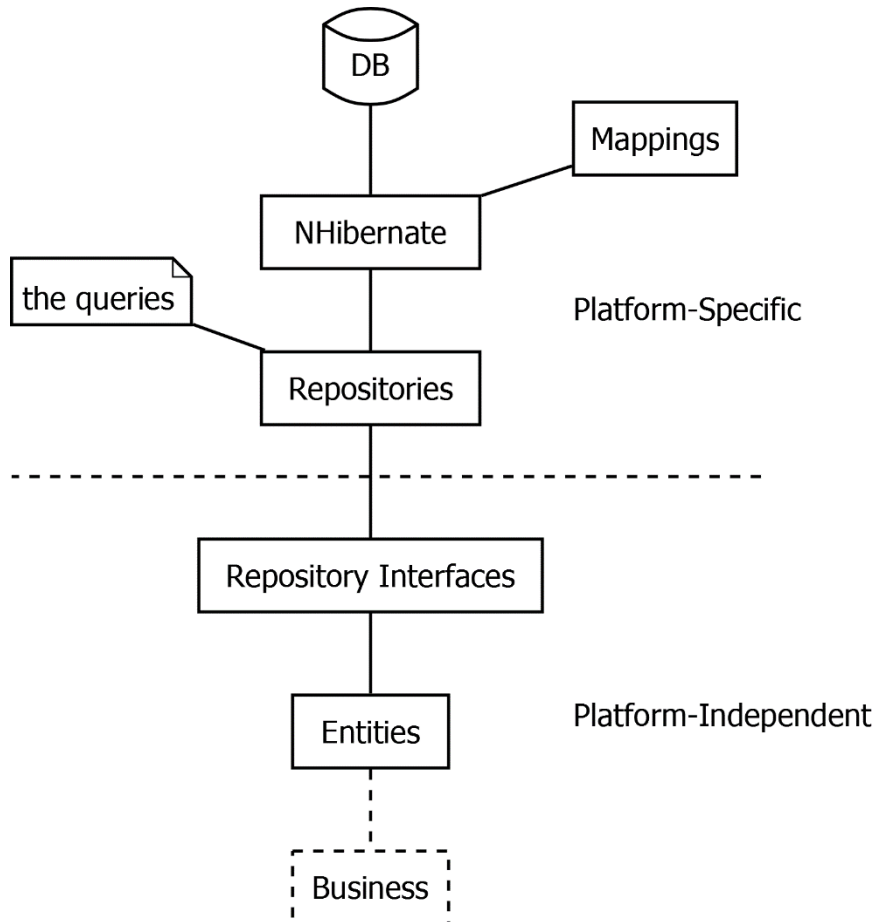 DB
Mappings
NHibernate
the queries
Platform-Specific
Repositories
Repository Interfaces
Platform-Independent
Entities
Business